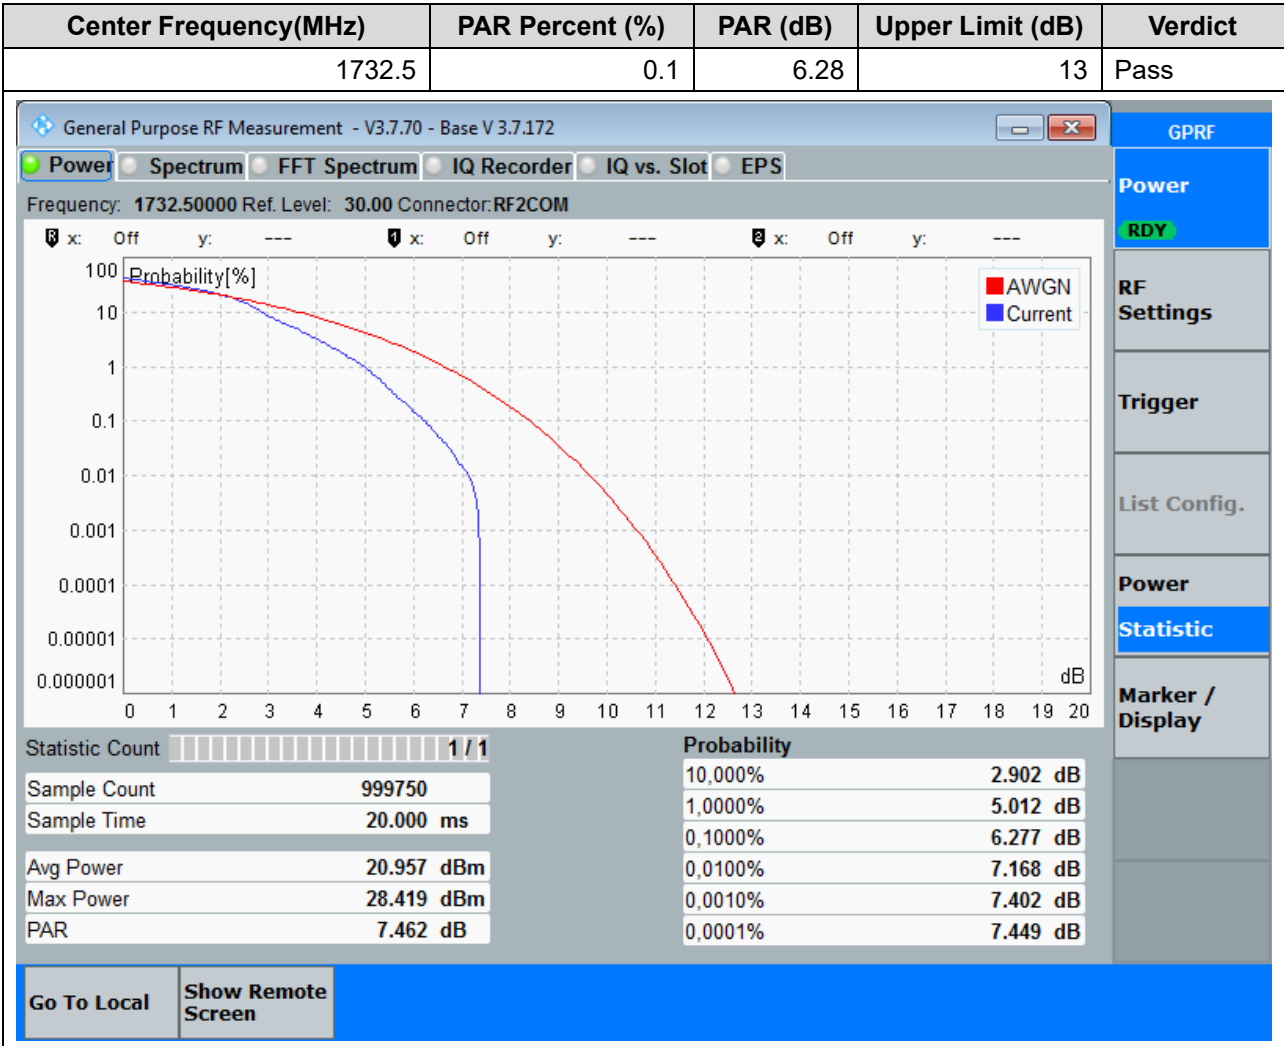 Center Frequency(MHz) PAR Percent (%) PAR (dB) Upper Limit (dB) Verdict
1732.5 0.1 6.28 13 Pass
General Purpose RF Measurement - V3.7.70 - Base V 3.7.172
GPRF
Power Spectrum FFT Spectrum IQ Recorder IQ vs. Slot EPS
Frequency: 1732.50000 Ref. Level: 30.00 Connector: RF2COM
R x: Off y: --- 1 x: Off y: --- 2 x: Off y: ---
Probability[%]
AWGN
Current
100
10
1
0.1
0.01
0.001
0.0001
0.00001
0.000001
dB
0 1 2 3 4 5 6 7 8 9 10 11 12 13 14 15 16 17 18 19 20
Power
RDY
RF
Settings
Trigger
List Config.
Power
Statistic
Marker /
Display
Statistic Count 1 / 1
Sample Count 999750
Sample Time 20.000 ms
Avg Power 20.957 dBm
Max Power 28.419 dBm
PAR 7.462 dB
Probability
10,000% 2.902 dB
1,0000% 5.012 dB
0,1000% 6.277 dB
0,0100% 7.168 dB
0,0010% 7.402 dB
0,0001% 7.449 dB
Go To Local
Show Remote
Screen